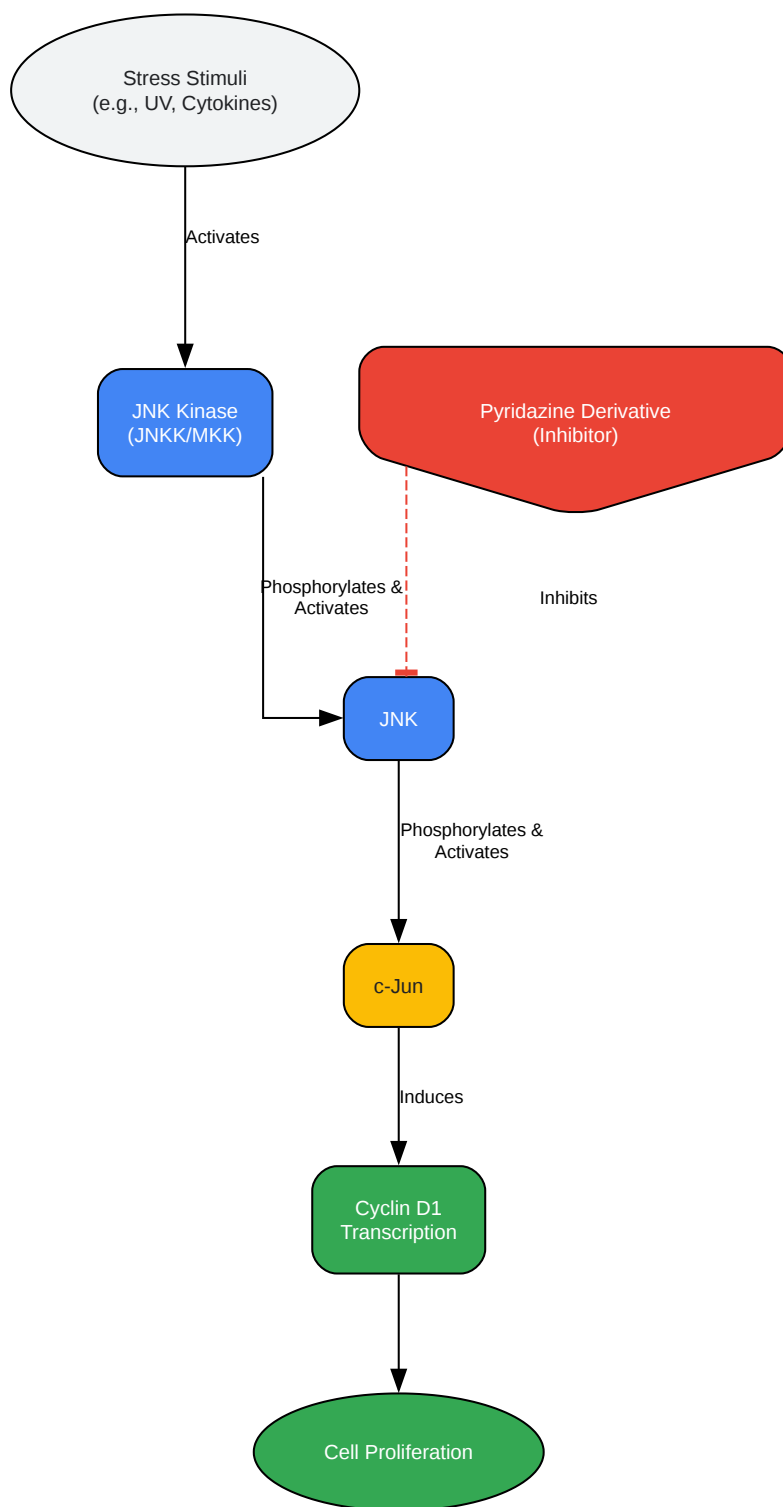 Stress Stimuli
(e.g., UV, Cytokines)
Activates
JNK Kinase
(JNKK/MKK)
Pyridazine Derivative
(Inhibitor)
Phosphorylates &
Activates
Inhibits
JNK
Phosphorylates &
Activates
c-Jun
Induces
Cyclin D1
Transcription
Cell Proliferation